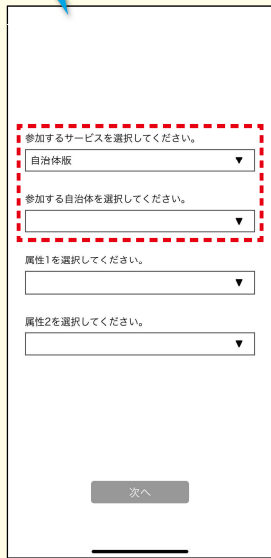 参加するサービスを選択してください。
自治体版 ▼
参加する自治体を選択してください。
▼
属性1を選択してください。
▼
属性2を選択してください。
▼
次へ